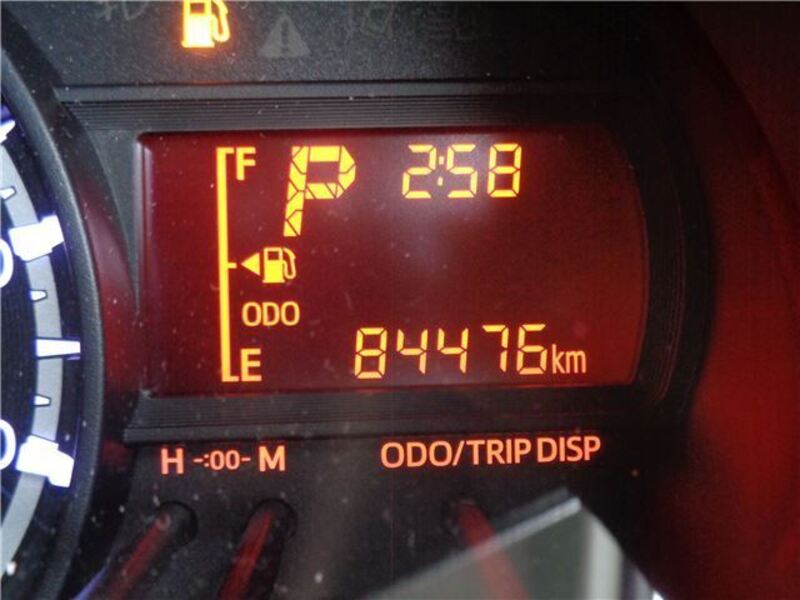 F P 2:58
ODO
E 84476km
H -:00- M ODO/TRIP DISP